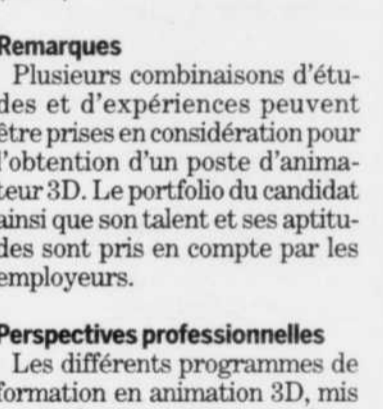 Remarques
Plusieurs combinaisons d'étu-
des et d'expériences peuvent
être prises en considération pour
l'obtention d'un poste d'anima-
teur 3D. Le portfolio du candidat
ainsi que son talent et ses aptitu-
des sont pris en compte par les
employeurs.
Perspectives professionnelles
Les différents programmes de
formation en animation 3D, mis